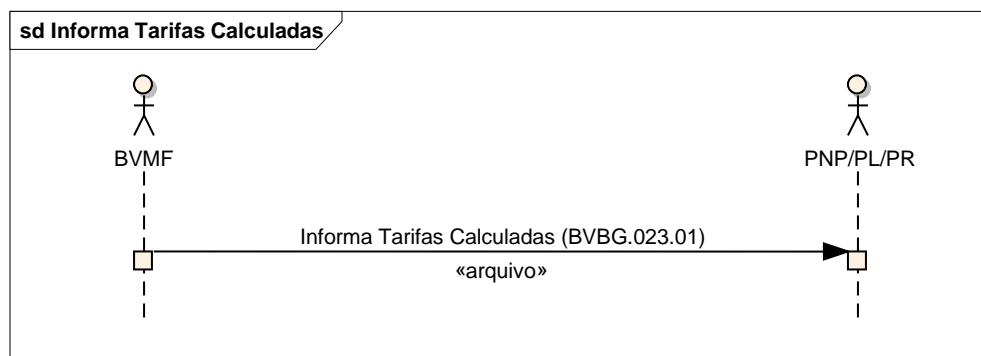 sd Informa Tarifas Calculadas
BVMF
PNP/PL/PR
Informa Tarifas Calculadas (BVBG.023.01)
«arquivo»